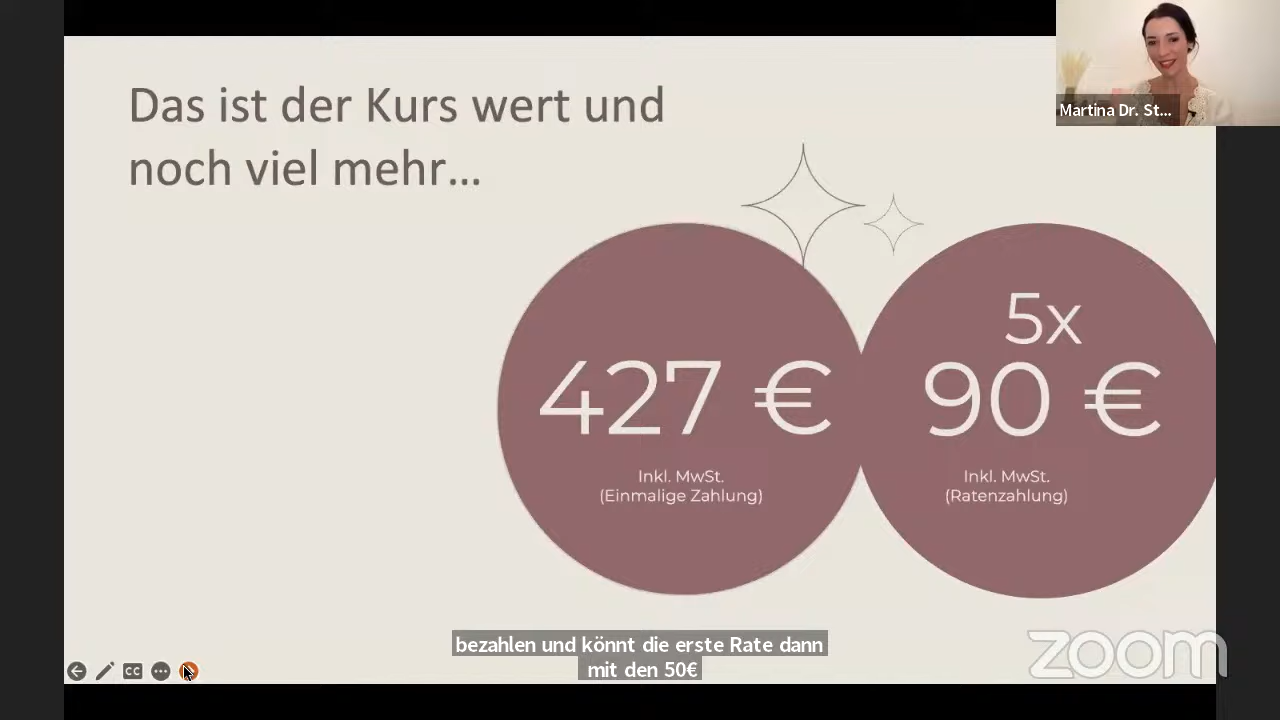 Das ist der Kurs wert und
noch viel mehr...
Martina Dr. St...
427 €
Inkl. MwSt.
(Einmalige Zahlung)
5x
90 €
Inkl. MwSt.
(Ratenzahlung)
bezahlen und könnt die erste Rate dann
mit den 50€
CC
zoom